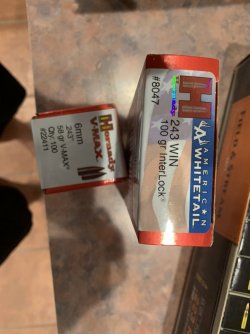 Hornady
V-MAX
6mm
.243"
58 gr V-MAX®
Qty: 100
#22411
H
AMERICAN
WHITETAIL
243 WIN
100 gr InterLock®
#8047